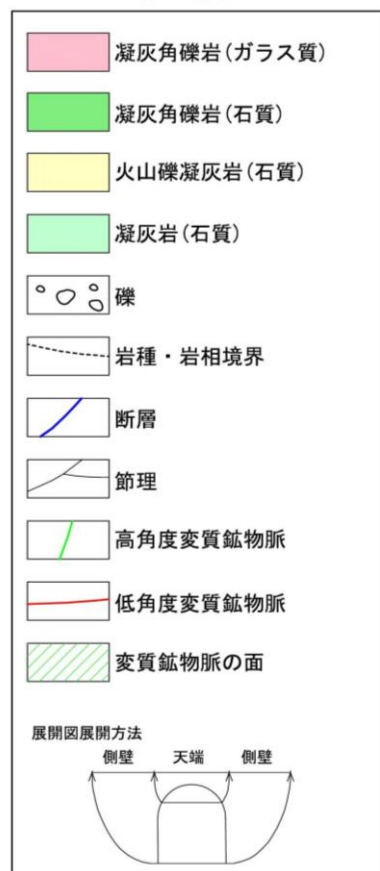 凝灰角礫岩(ガラス質)
凝灰角礫岩(石質)
火山礫凝灰岩(石質)
凝灰岩(石質)
礫
岩種・岩相境界
断層
節理
高角度変質鉱物脈
低角度変質鉱物脈
変質鉱物脈の面
展開図展開方法
側壁 天端 側壁